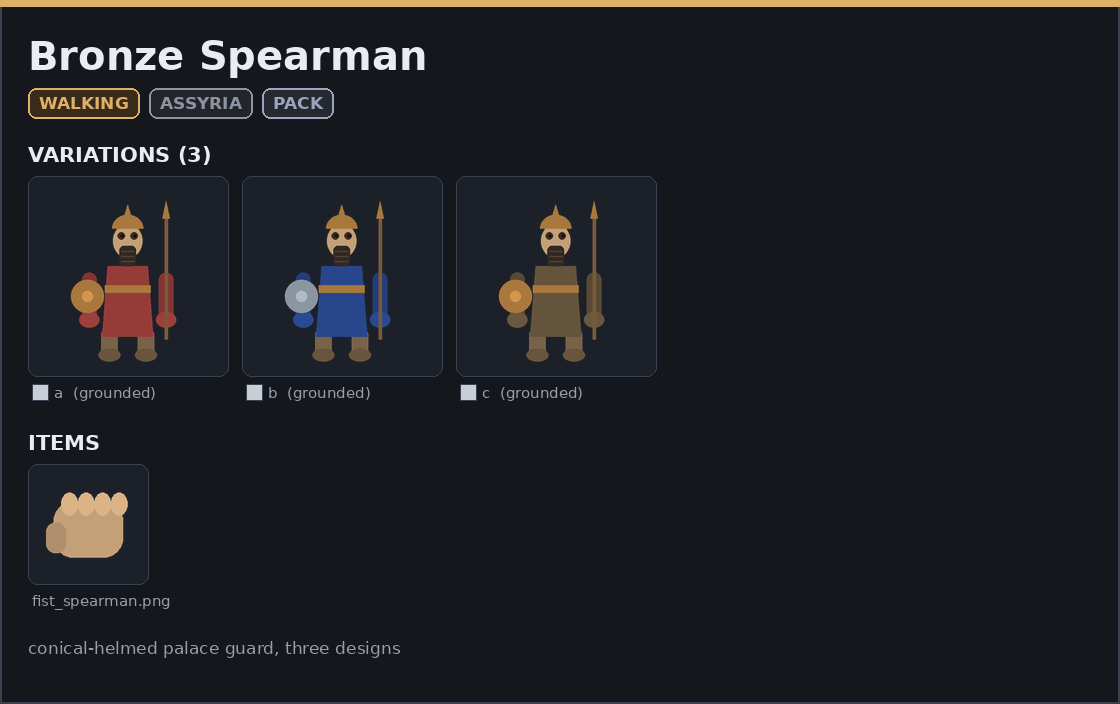 Bronze Spearman
WALKING ASSYRIA PACK
VARIATIONS (3)
a (grounded) b (grounded) c (grounded)
ITEMS
fist_spearman.png
conical-helmed palace guard, three designs